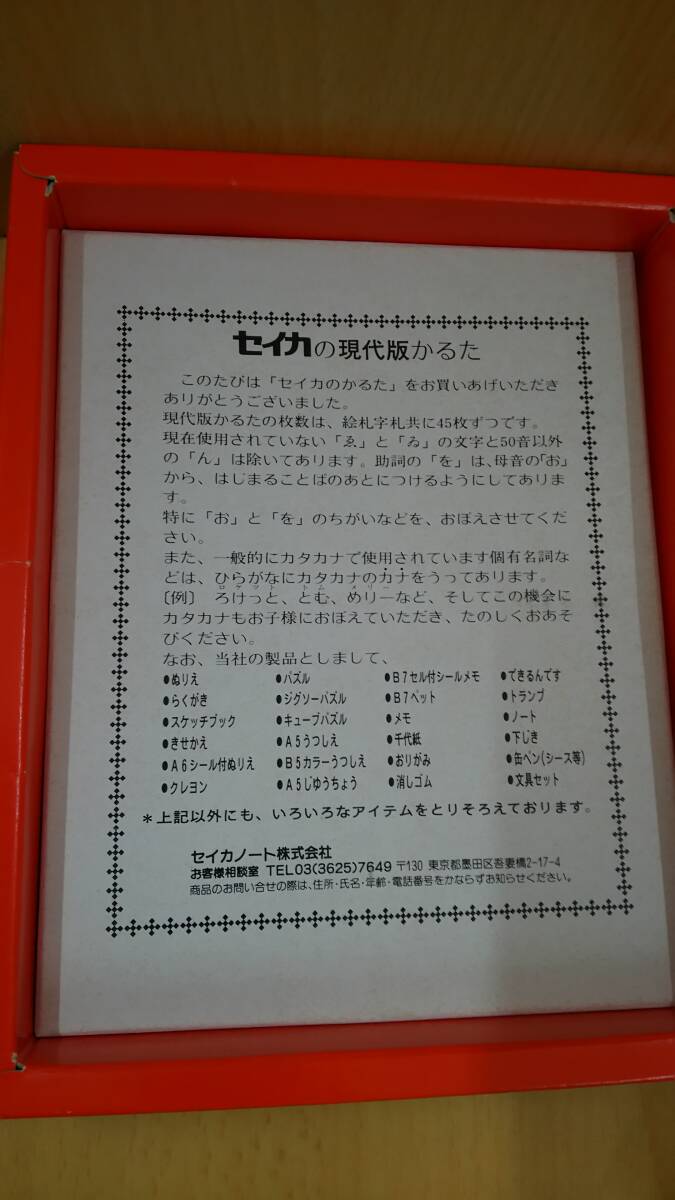 セイカの現代版かるた
このたびは「セイカのかるた」をお買いあげいただき
ありがとうございました。
現代版かるたの枚数は、絵札字札共に45枚ずつです。
現在使用されていない「ゑ」と「ゐ」の文字と50音以外
の「ん」は除いてあります。助詞の「を」は、母音の「お」
から、はじまることばのあとにつけるようにしてありま
す。
特に「お」と「を」のちがいなどを、おぼえさせてくだ
さい。
また、一般的にカタカナで使用されています個有名詞な
どは、ひらがなにカタカナのカナをうってあります。
ロケット トム メリー
〔例〕 ろけっと、とむ、めりーなど、そしてこの機会に
カタカナもお子様におぼえていただき、たのしくおあそ
びください。
なお、当社の製品としまして、
●ぬりえ ●パズル ●B7セル付シールメモ ●できるんです
●らくがき ●ジグソーパズル ●B7ペット ●トランプ
●スケッチブック ●キューブパズル ●メモ ●ノート
●きせかえ ●A5うつしえ ●千代紙 ●下じき
●A6シール付ぬりえ ●B5カラーうつしえ ●おりがみ ●缶ペン(シース等)
●クレヨン ●A5じゆうちょう ●消しゴム ●文具セット
*上記以外にも、いろいろなアイテムをとりそろえております。
セイカノート株式会社
お客様相談室 TEL03(3625)7649 〒130 東京都墨田区吾妻橋2-17-4
商品のお問い合せの際は、住所・氏名・年齢・電話番号をかならずお知らせください。